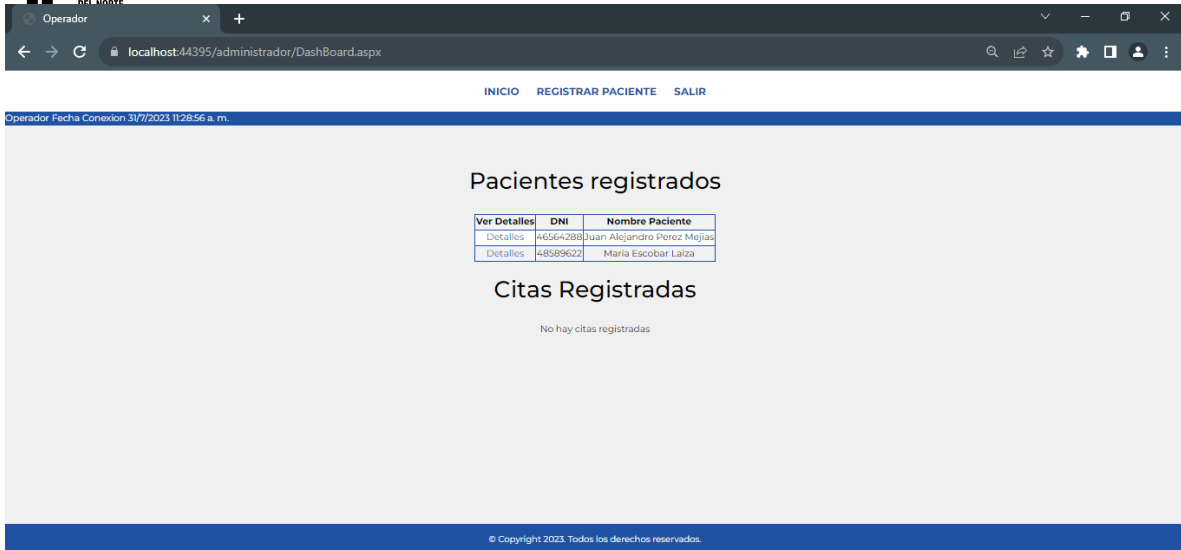 DEL NORTE
Operador
localhost:44395/administrador/DashBoard.aspx
INICIO REGISTRAR PACIENTE SALIR
Operador Fecha Conexion 31/7/2023 11:28:56 a. m.
Pacientes registrados
Ver Detalles DNI Nombre Paciente
Detalles 46564288 Juan Alejandro Perez Mejias
Detalles 48589622 Maria Escobar Laiza
Citas Registradas
No hay citas registradas
© Copyright 2023. Todos los derechos reservados.